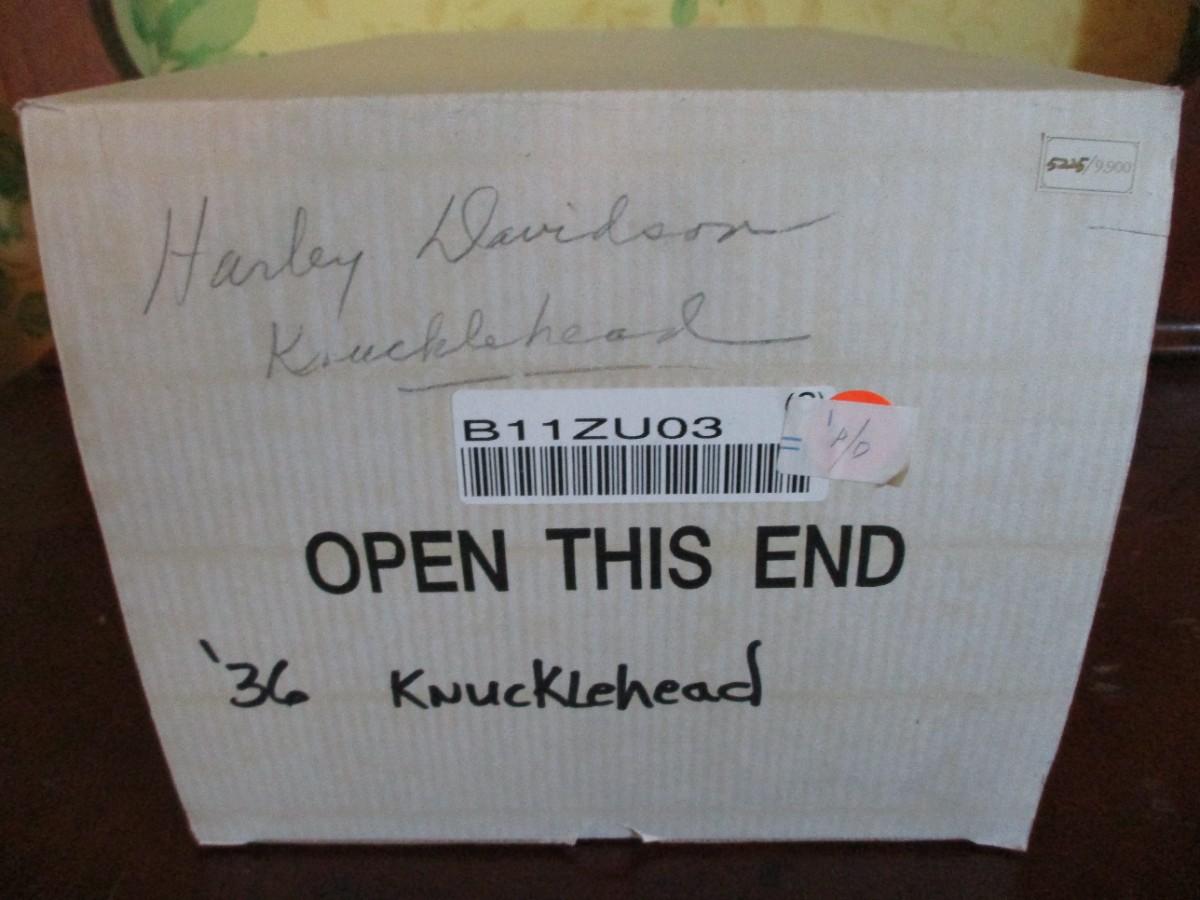 5225/9,900
Harley Davidson
Knucklehead
B11ZU03
P/O
OPEN THIS END
'36 Knucklehead